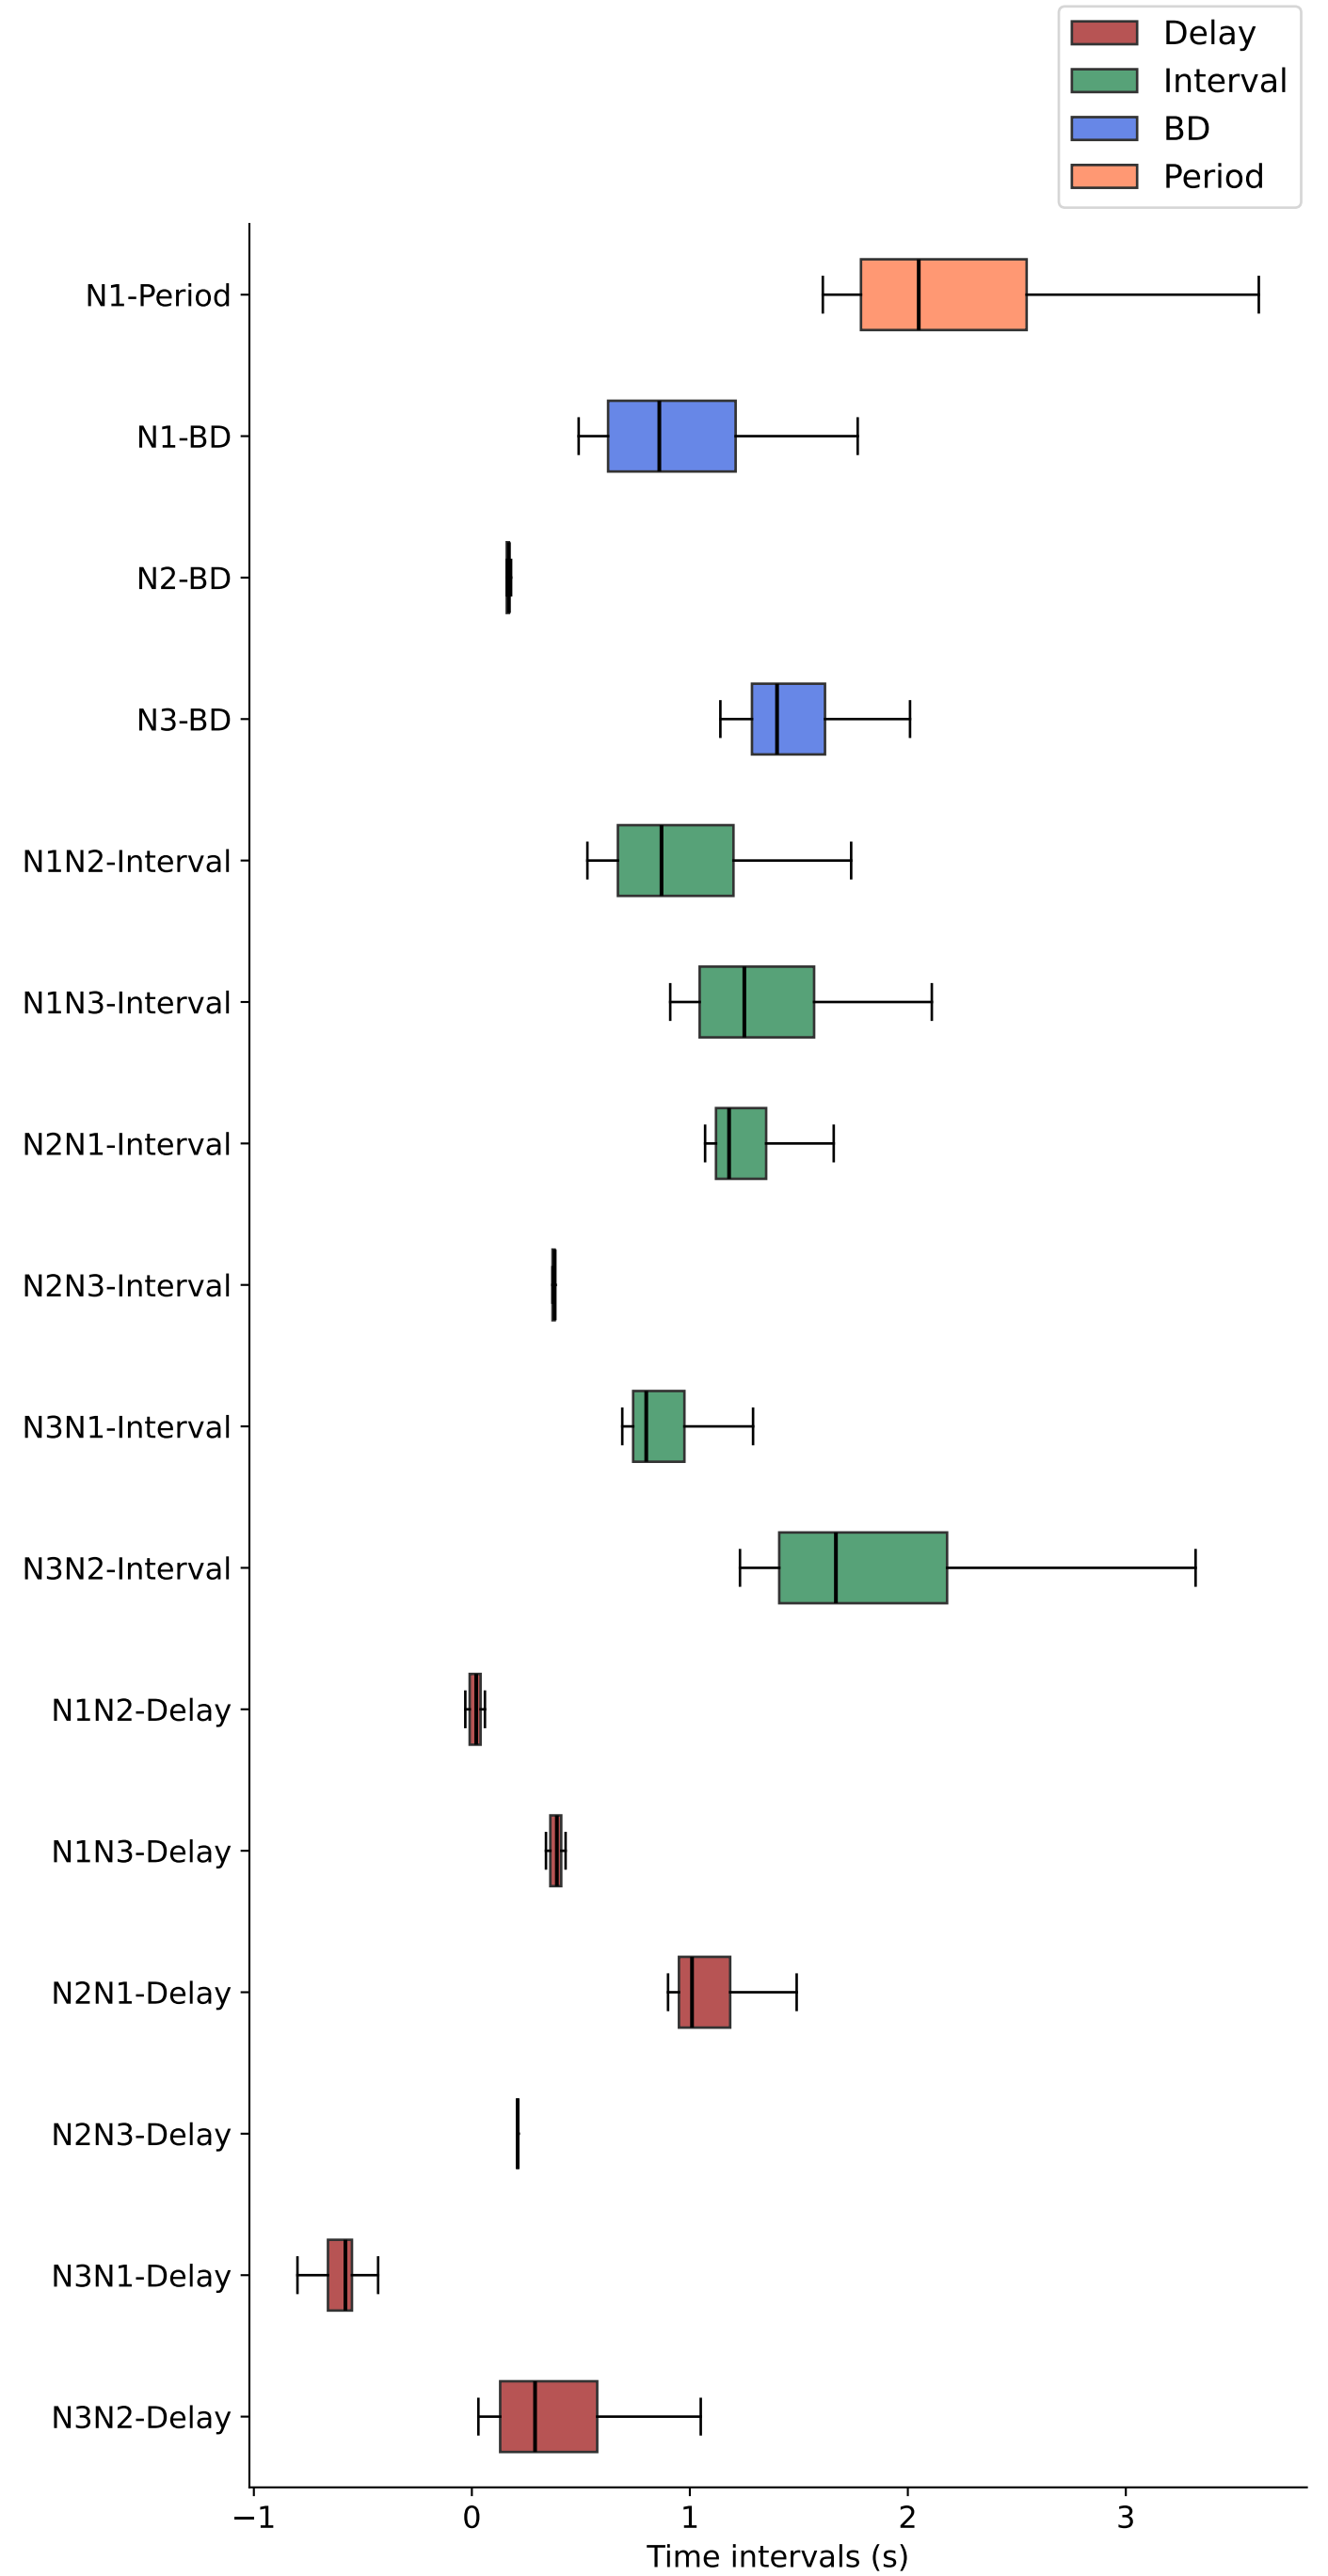 Delay
Interval
BD
Period
N1-Period
N1-BD
N2-BD
N3-BD
N1N2-Interval
N1N3-Interval
N2N1-Interval
N2N3-Interval
N3N1-Interval
N3N2-Interval
N1N2-Delay
N1N3-Delay
N2N1-Delay
N2N3-Delay
N3N1-Delay
N3N2-Delay
−1 0 1 2 3
Time intervals (s)